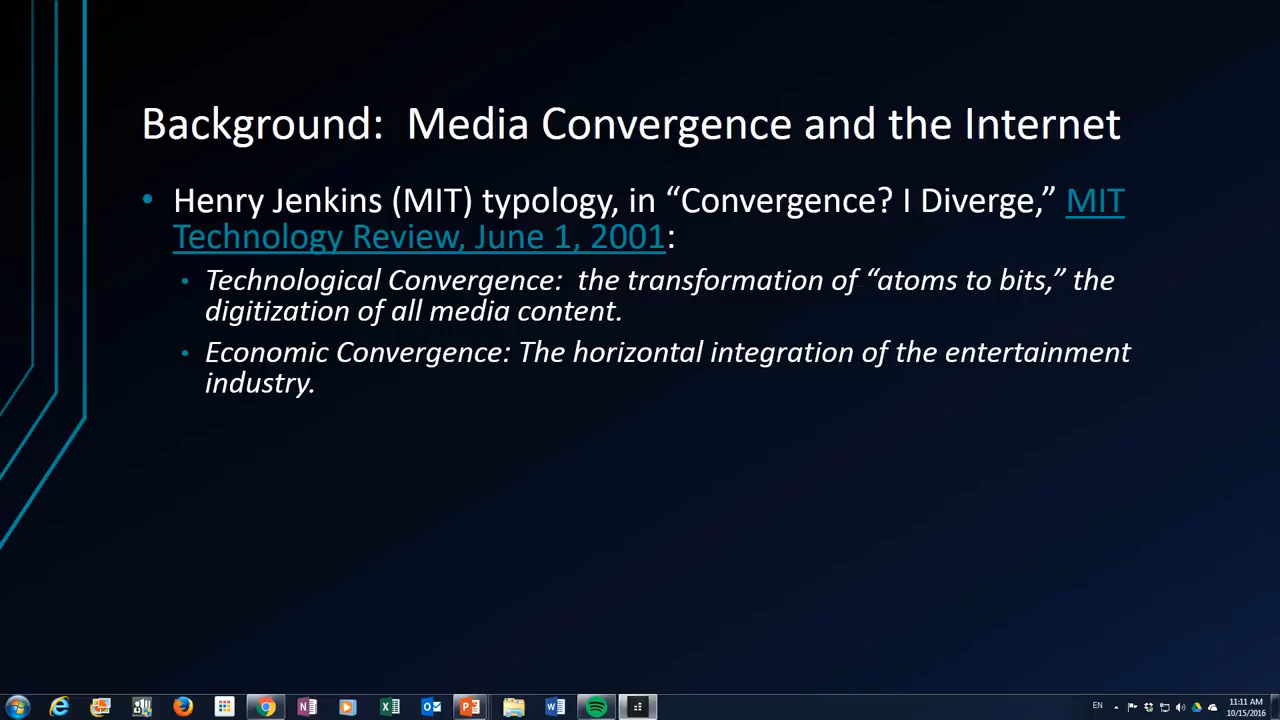 Background:  Media Convergence and the Internet
• Henry Jenkins (MIT) typology, in “Convergence? I Diverge,” MIT
Technology Review, June 1, 2001:
• Technological Convergence:  the transformation of “atoms to bits,” the
digitization of all media content.
• Economic Convergence: The horizontal integration of the entertainment
industry.
EN
11:11 AM
10/15/2016